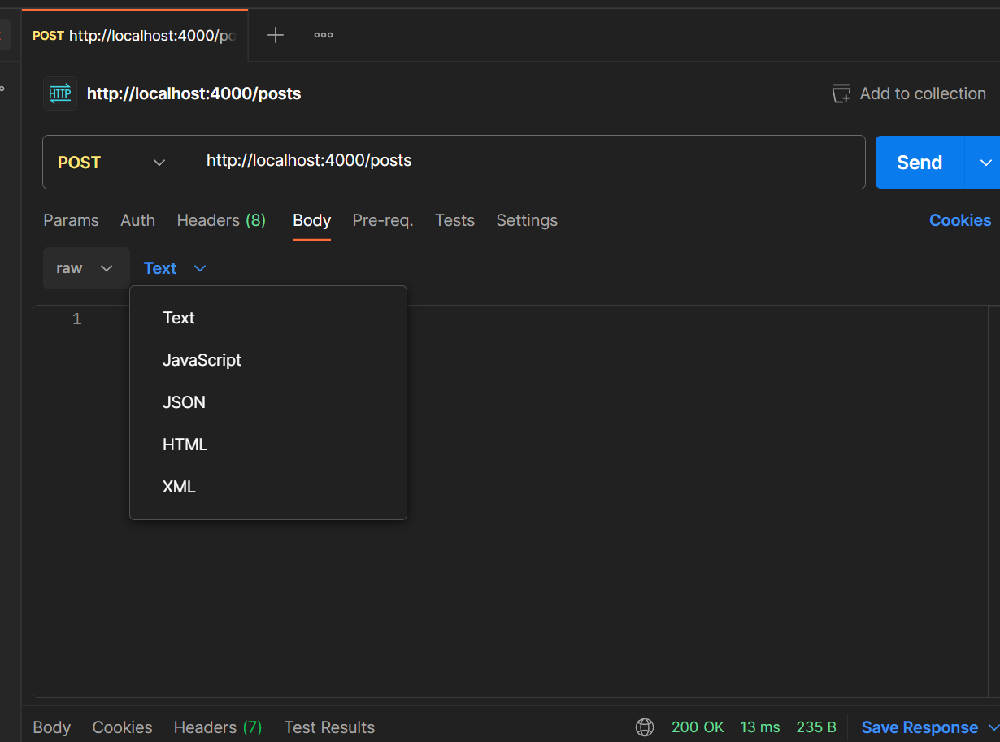 POST http://localhost:4000/po
HTTP http://localhost:4000/posts Add to collection
POST http://localhost:4000/posts Send
Params Auth Headers (8) Body Pre-req. Tests Settings Cookies
raw Text
1
Text
JavaScript
JSON
HTML
XML
Body Cookies Headers (7) Test Results 200 OK 13 ms 235 B Save Response